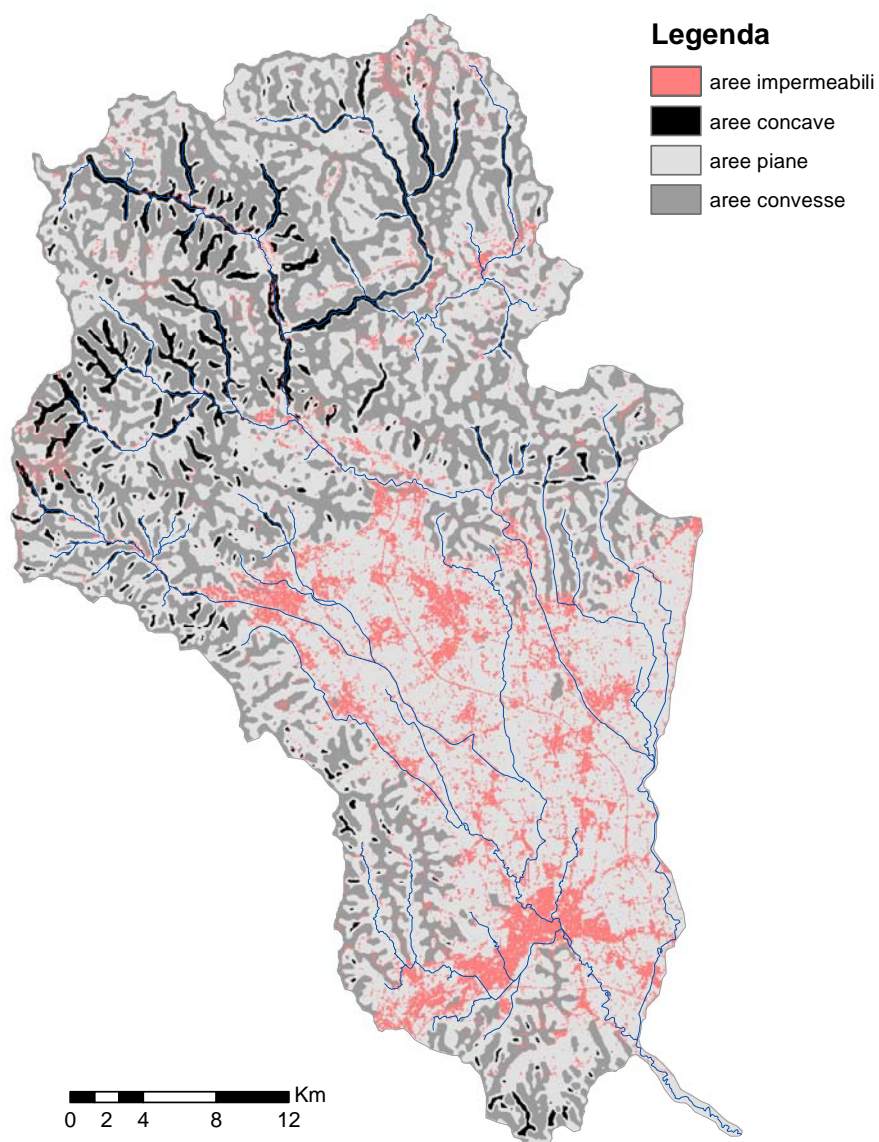 Legenda
aree impermeabili
aree concave
aree piane
aree convesse
Km
0 2 4 8 12